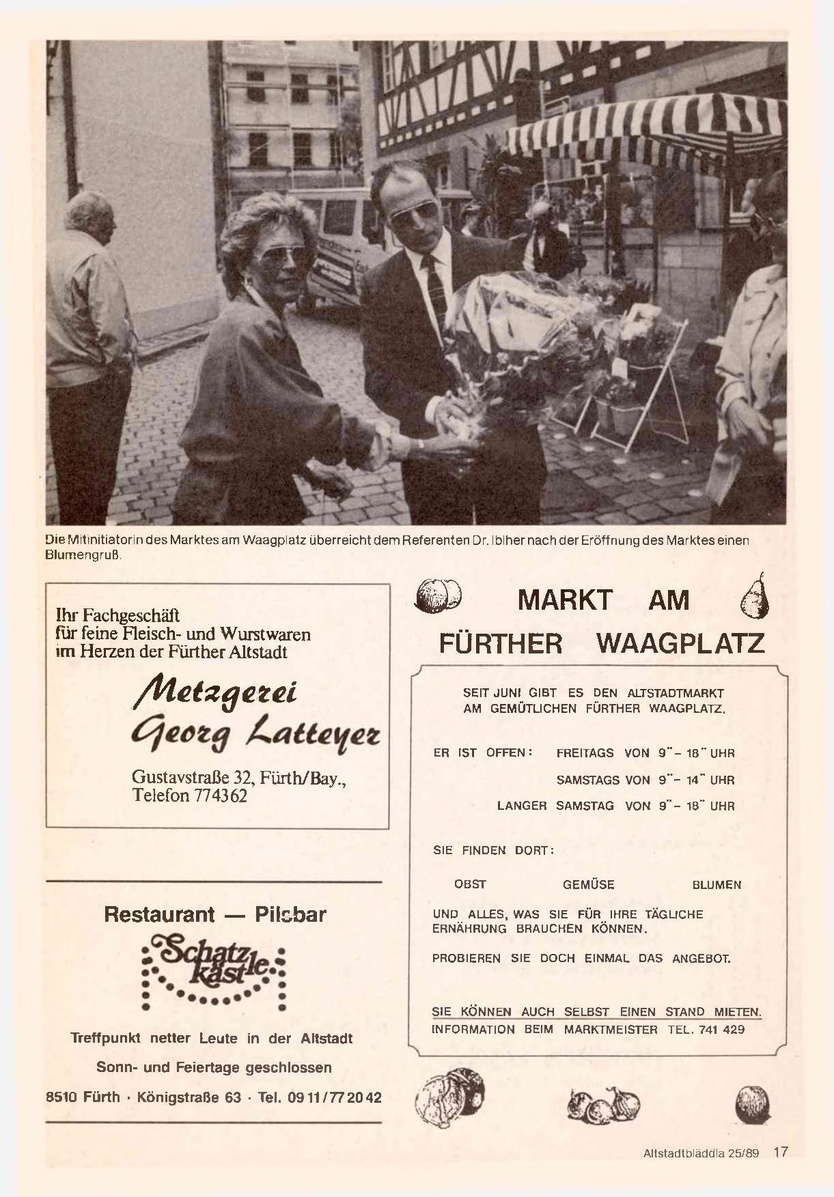 Die Mitinitiatorin des Marktes am Waagplatz überreicht dem Referenten Dr. Iblher nach der Eröffnung des Marktes einen
Blumengruß.
Ihr Fachgeschäft
für feine Fleisch- und Wurstwaren
im Herzen der Fürther Altstadt
Metzgerei
Georg Latteyer
Gustavstraße 32, Fürth/Bay.,
Telefon 774362
Restaurant — Pilsbar
Schatz
kästle
Treffpunkt netter Leute in der Altstadt
Sonn- und Feiertage geschlossen
8510 Fürth · Königstraße 63 · Tel. 0911/772042
MARKT AM
FÜRTHER WAAGPLATZ
SEIT JUNI GIBT ES DEN ALTSTADTMARKT
AM GEMÜTLICHEN FÜRTHER WAAGPLATZ.
ER IST OFFEN: FREITAGS VON 9°°– 18°° UHR
SAMSTAGS VON 9°°– 14°° UHR
LANGER SAMSTAG VON 9°°– 18°° UHR
SIE FINDEN DORT:
OBST GEMÜSE BLUMEN
UND ALLES, WAS SIE FÜR IHRE TÄGLICHE
ERNÄHRUNG BRAUCHEN KÖNNEN.
PROBIEREN SIE DOCH EINMAL DAS ANGEBOT.
SIE KÖNNEN AUCH SELBST EINEN STAND MIETEN.
INFORMATION BEIM MARKTMEISTER TEL. 741 429
Altstadtbläddla 25/89 17